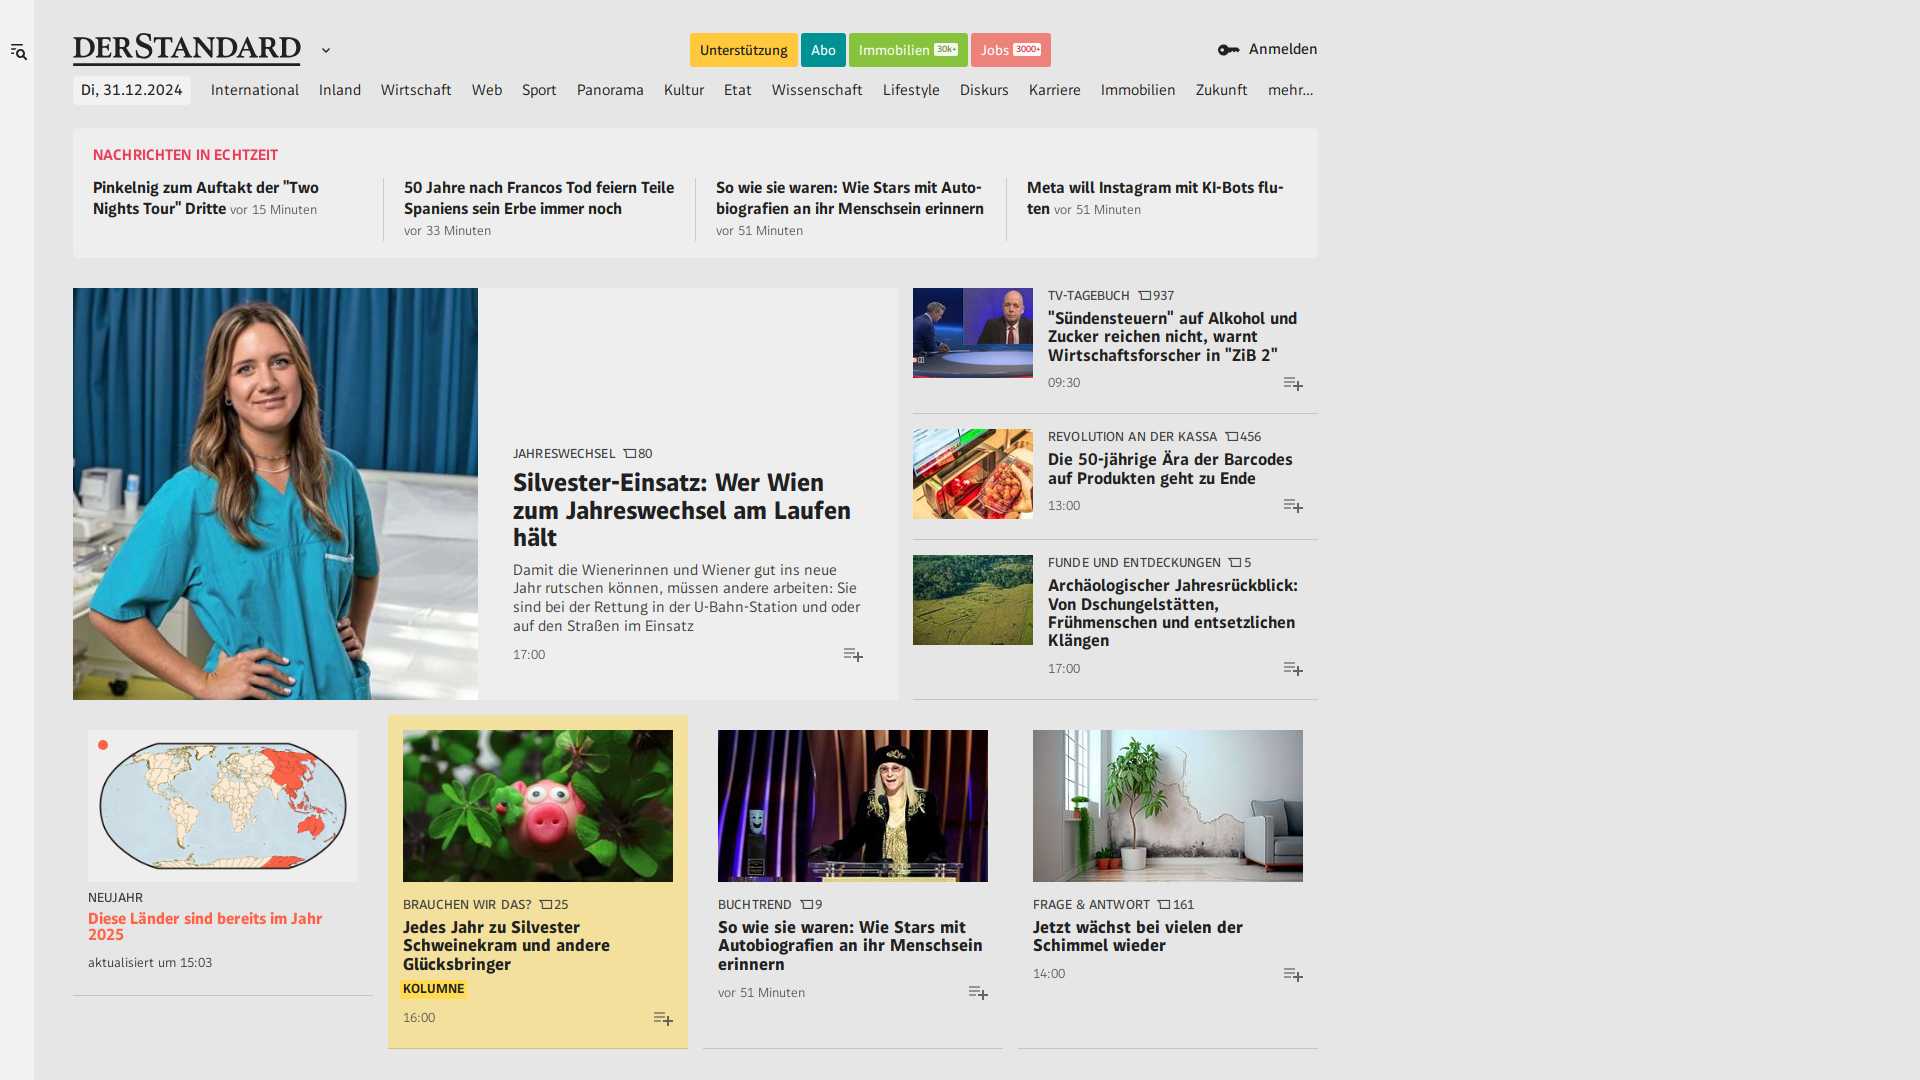 DERSTANDARD
Unterstützung
Abo
Immobilien 30k+
Jobs 3000+
Anmelden
Di, 31.12.2024
International
Inland
Wirtschaft
Web
Sport
Panorama
Kultur
Etat
Wissenschaft
Lifestyle
Diskurs
Karriere
Immobilien
Zukunft
mehr...
NACHRICHTEN IN ECHTZEIT
Pinkelnig zum Auftakt der "Two
Nights Tour" Dritte vor 15 Minuten
50 Jahre nach Francos Tod feiern Teile
Spaniens sein Erbe immer noch
vor 33 Minuten
So wie sie waren: Wie Stars mit Auto-
biografien an ihr Menschsein erinnern
vor 51 Minuten
Meta will Instagram mit KI-Bots flu-
ten vor 51 Minuten
JAHRESWECHSEL 80
Silvester-Einsatz: Wer Wien
zum Jahreswechsel am Laufen
hält
Damit die Wienerinnen und Wiener gut ins neue
Jahr rutschen können, müssen andere arbeiten: Sie
sind bei der Rettung in der U-Bahn-Station und oder
auf den Straßen im Einsatz
17:00
TV-TAGEBUCH 937
"Sündensteuern" auf Alkohol und
Zucker reichen nicht, warnt
Wirtschaftsforscher in "ZiB 2"
09:30
REVOLUTION AN DER KASSA 456
Die 50-jährige Ära der Barcodes
auf Produkten geht zu Ende
13:00
FUNDE UND ENTDECKUNGEN 5
Archäologischer Jahresrückblick:
Von Dschungelstätten,
Frühmenschen und entsetzlichen
Klängen
17:00
NEUJAHR
Diese Länder sind bereits im Jahr
2025
aktualisiert um 15:03
BRAUCHEN WIR DAS? 25
Jedes Jahr zu Silvester
Schweinekram und andere
Glücksbringer
KOLUMNE
16:00
BUCHTREND 9
So wie sie waren: Wie Stars mit
Autobiografien an ihr Menschsein
erinnern
vor 51 Minuten
FRAGE & ANTWORT 161
Jetzt wächst bei vielen der
Schimmel wieder
14:00